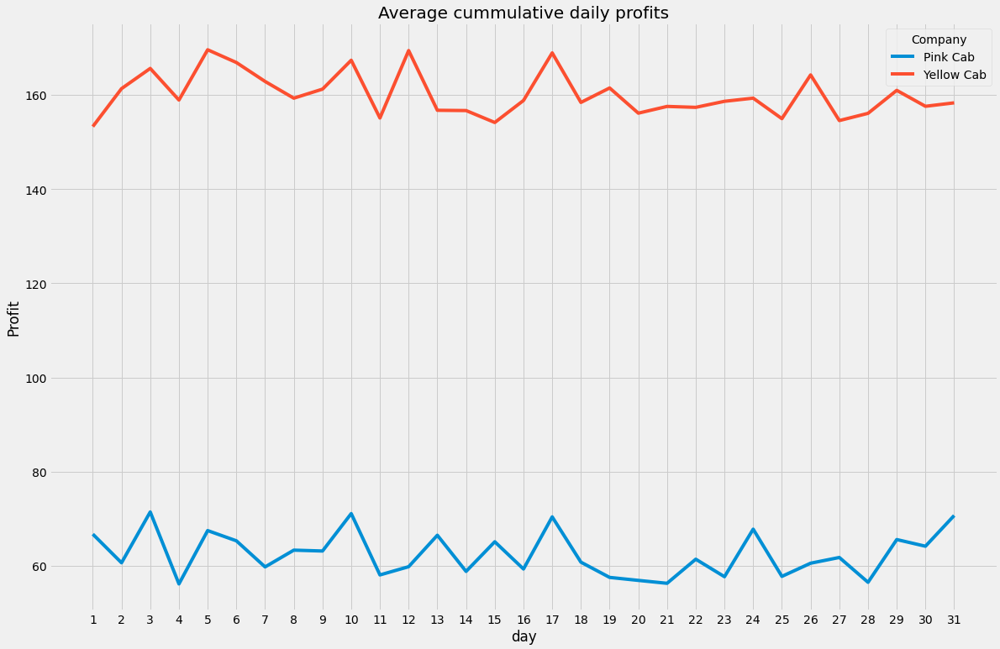 Average cummulative daily profits
Company
Pink Cab
Yellow Cab
160
140
120
100
80
60
Profit
1 2 3 4 5 6 7 8 9 10 11 12 13 14 15 16 17 18 19 20 21 22 23 24 25 26 27 28 29 30 31
day